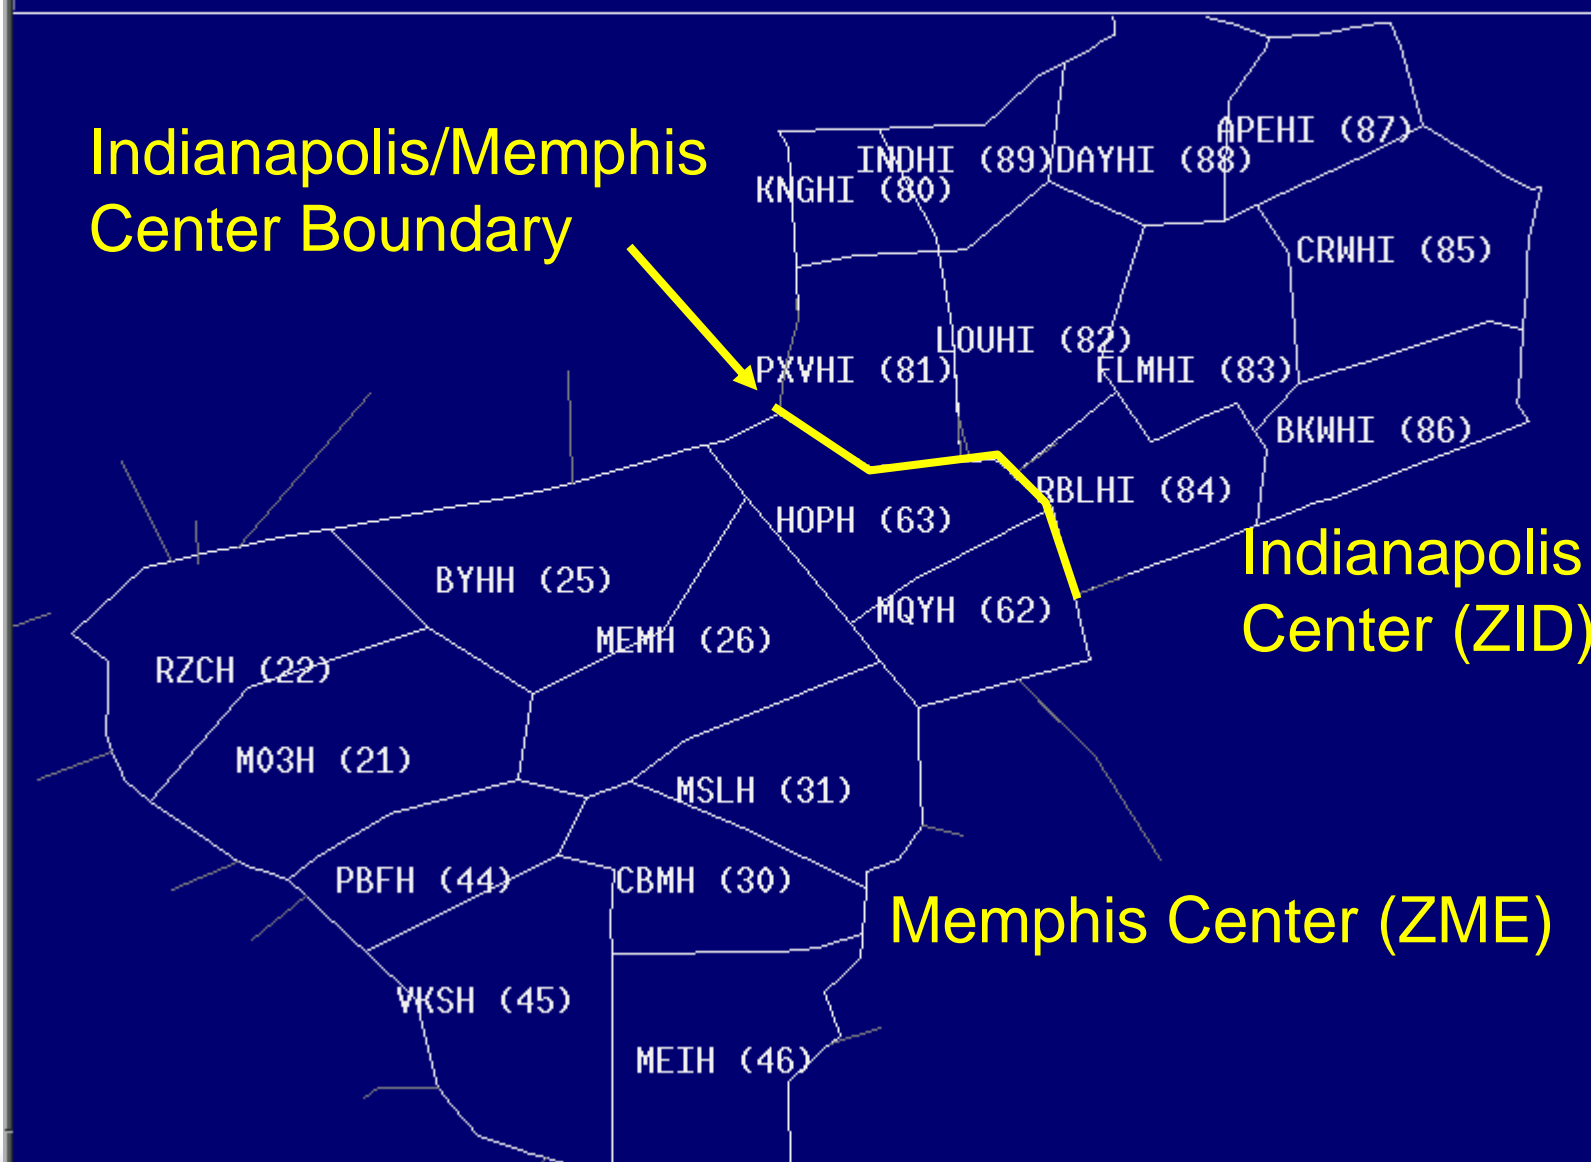 Indianapolis/Memphis
Center Boundary
APEHI (87)
INDHI (89)
DAYHI (88)
KNGHI (80)
CRWHI (85)
LOUHI (82)
PXVHI (81)
FLMHI (83)
BKWHI (86)
RBLHI (84)
HOPH (63)
Indianapolis
Center (ZID)
BYHH (25)
MQYH (62)
MEMH (26)
RZCH (22)
MO3H (21)
MSLH (31)
PBFH (44)
CBMH (30)
Memphis Center (ZME)
VKSH (45)
MEIH (46)